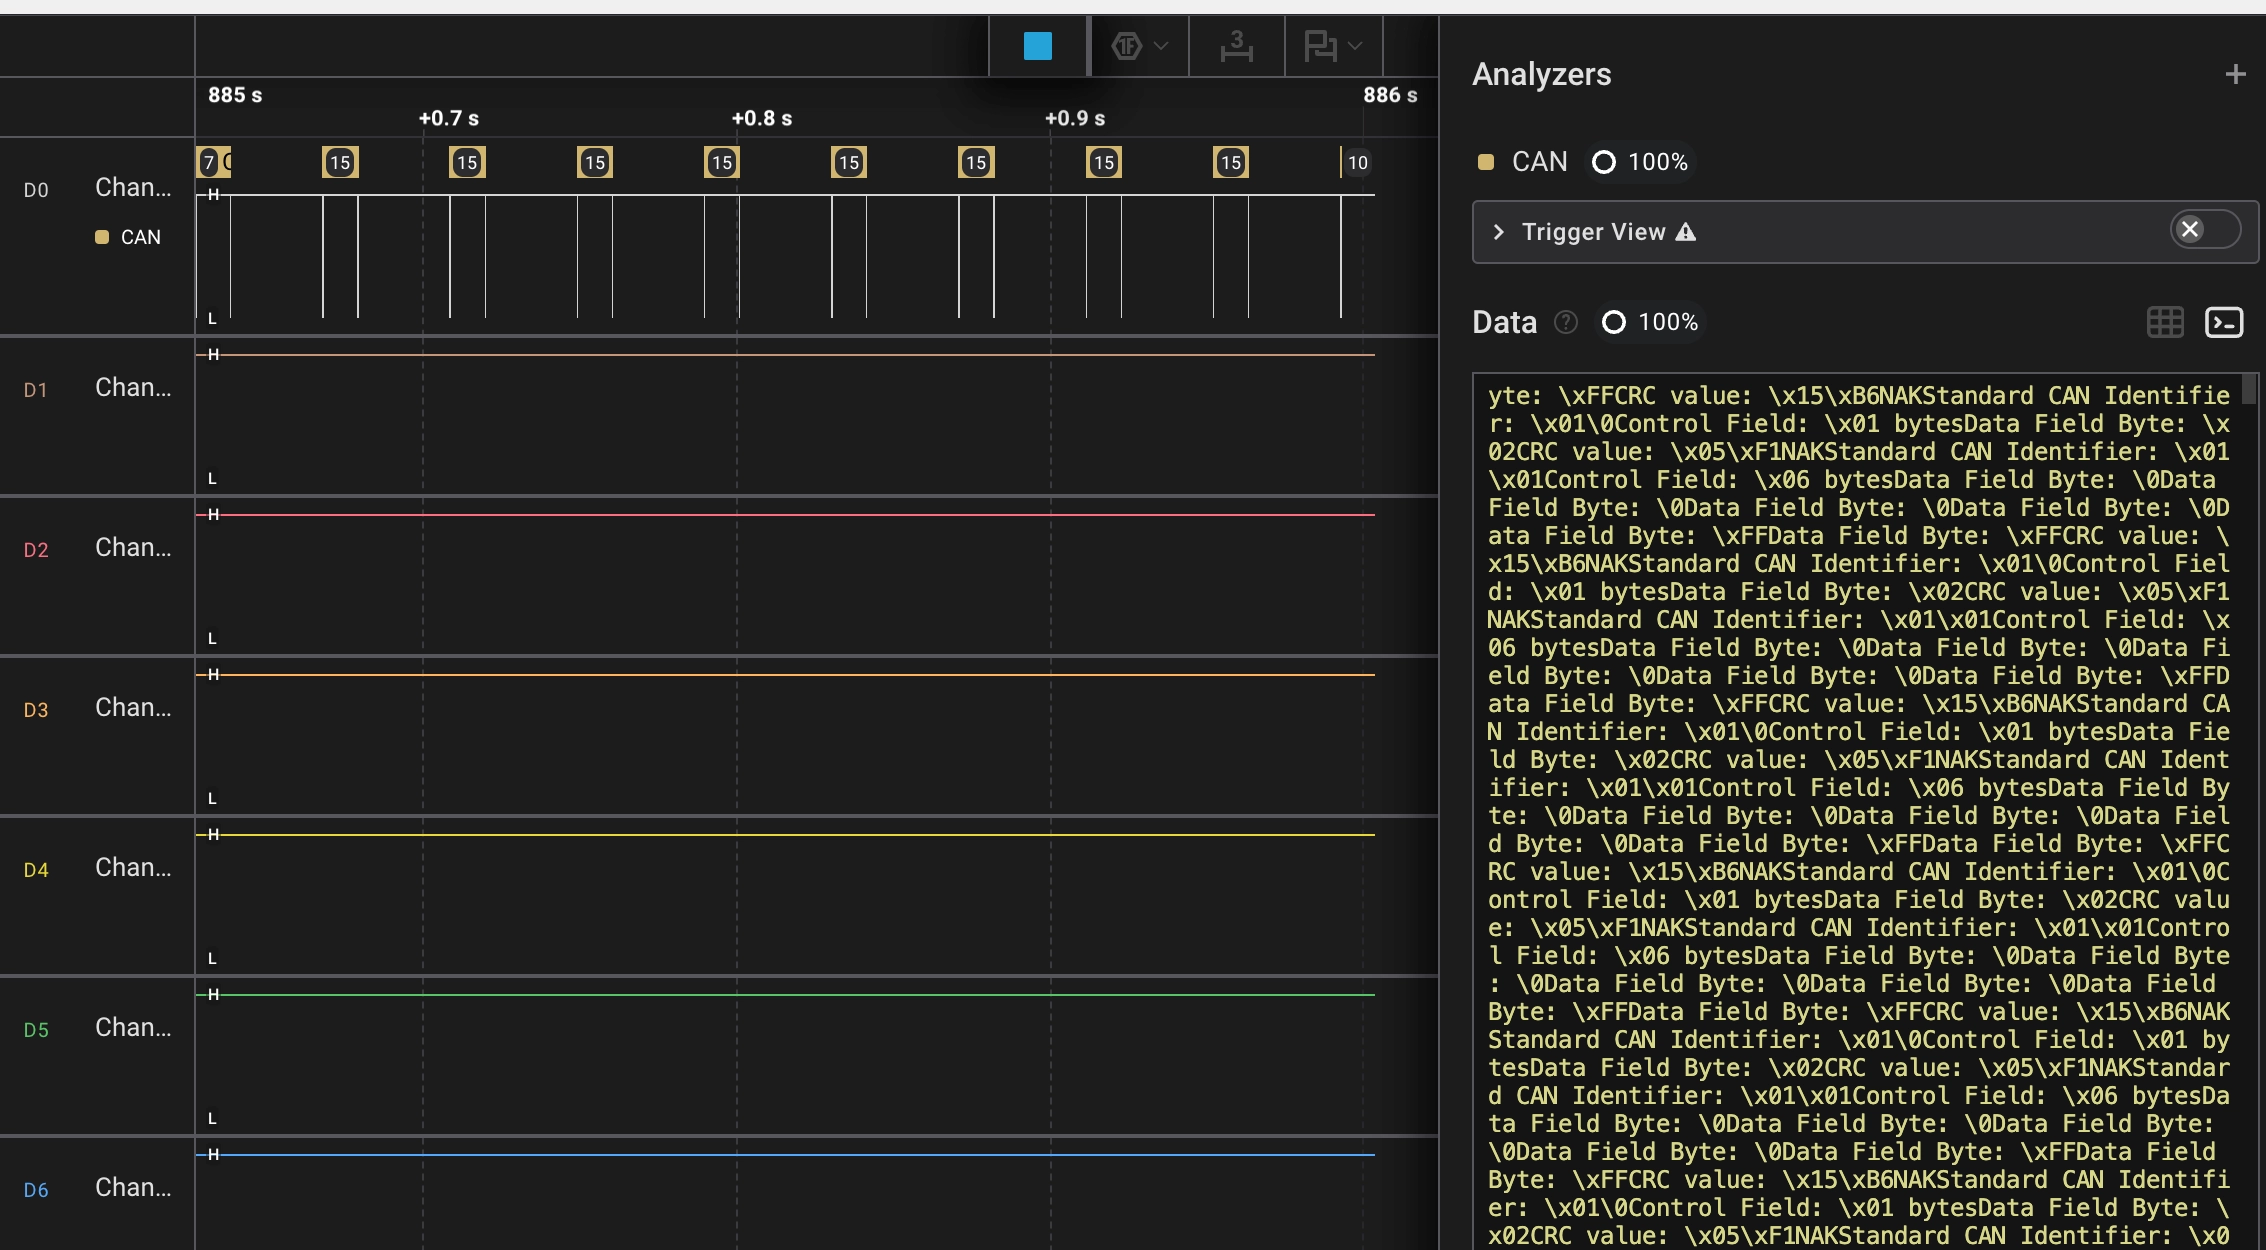 885 s
886 s
+0.7 s
+0.8 s
+0.9 s
1F
3
7
15
15
15
15
15
15
15
15
10
D0
Chan...
CAN
H
L
D1
Chan...
H
L
D2
Chan...
H
L
D3
Chan...
H
L
D4
Chan...
H
L
D5
Chan...
H
L
D6
Chan...
H
Analyzers
CAN 100%
Trigger View
Data ? 100%
yte: \xFFCRC value: \x15\xB6NAKStandard CAN Identifie
r: \x01\0Control Field: \x01 bytesData Field Byte: \x
02CRC value: \x05\xF1NAKStandard CAN Identifier: \x01
\x01Control Field: \x06 bytesData Field Byte: \0Data
Field Byte: \0Data Field Byte: \0Data Field Byte: \0D
ata Field Byte: \xFFData Field Byte: \xFFCRC value: \
x15\xB6NAKStandard CAN Identifier: \x01\0Control Fiel
d: \x01 bytesData Field Byte: \x02CRC value: \x05\xF1
NAKStandard CAN Identifier: \x01\x01Control Field: \x
06 bytesData Field Byte: \0Data Field Byte: \0Data Fi
eld Byte: \0Data Field Byte: \0Data Field Byte: \xFFD
ata Field Byte: \xFFCRC value: \x15\xB6NAKStandard CA
N Identifier: \x01\0Control Field: \x01 bytesData Fie
ld Byte: \x02CRC value: \x05\xF1NAKStandard CAN Ident
ifier: \x01\x01Control Field: \x06 bytesData Field By
te: \0Data Field Byte: \0Data Field Byte: \0Data Fiel
d Byte: \0Data Field Byte: \xFFData Field Byte: \xFFC
RC value: \x15\xB6NAKStandard CAN Identifier: \x01\0C
ontrol Field: \x01 bytesData Field Byte: \x02CRC valu
e: \x05\xF1NAKStandard CAN Identifier: \x01\x01Contro
l Field: \x06 bytesData Field Byte: \0Data Field Byte
: \0Data Field Byte: \0Data Field Byte: \0Data Field
Byte: \xFFData Field Byte: \xFFCRC value: \x15\xB6NAK
Standard CAN Identifier: \x01\0Control Field: \x01 by
tesData Field Byte: \x02CRC value: \x05\xF1NAKStandar
d CAN Identifier: \x01\x01Control Field: \x06 bytesDa
ta Field Byte: \0Data Field Byte: \0Data Field Byte:
\0Data Field Byte: \0Data Field Byte: \xFFData Field
Byte: \xFFCRC value: \x15\xB6NAKStandard CAN Identifi
er: \x01\0Control Field: \x01 bytesData Field Byte: \
x02CRC value: \x05\xF1NAKStandard CAN Identifier: \x0